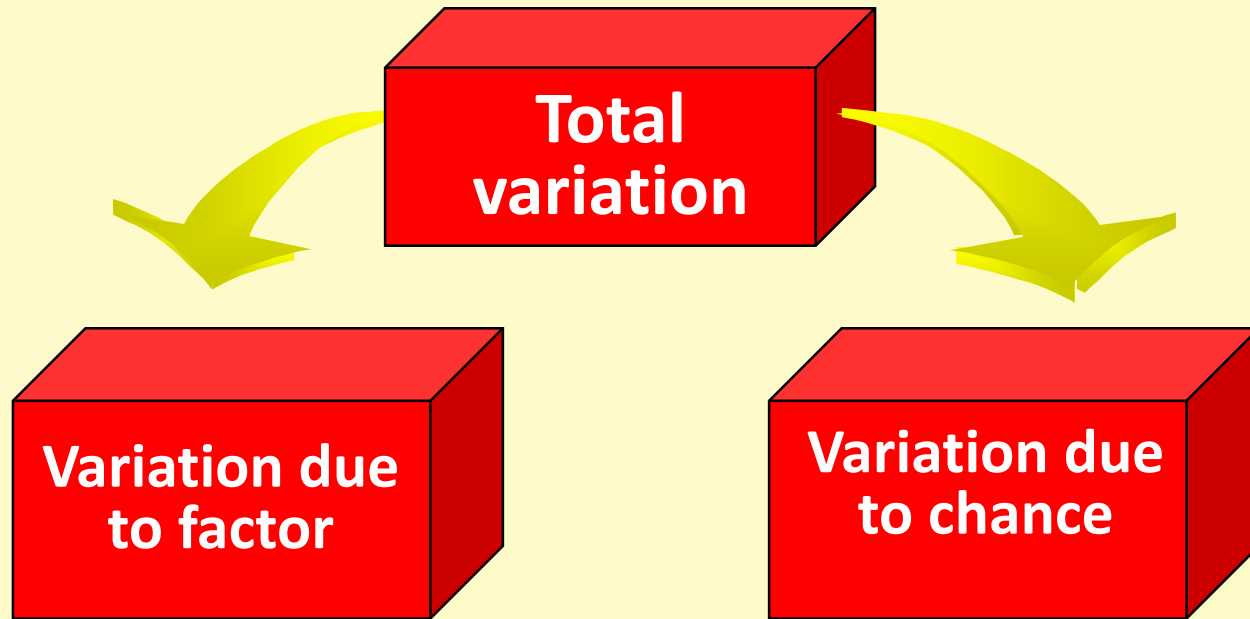 Total
variation
Variation due
to factor
Variation due
to chance